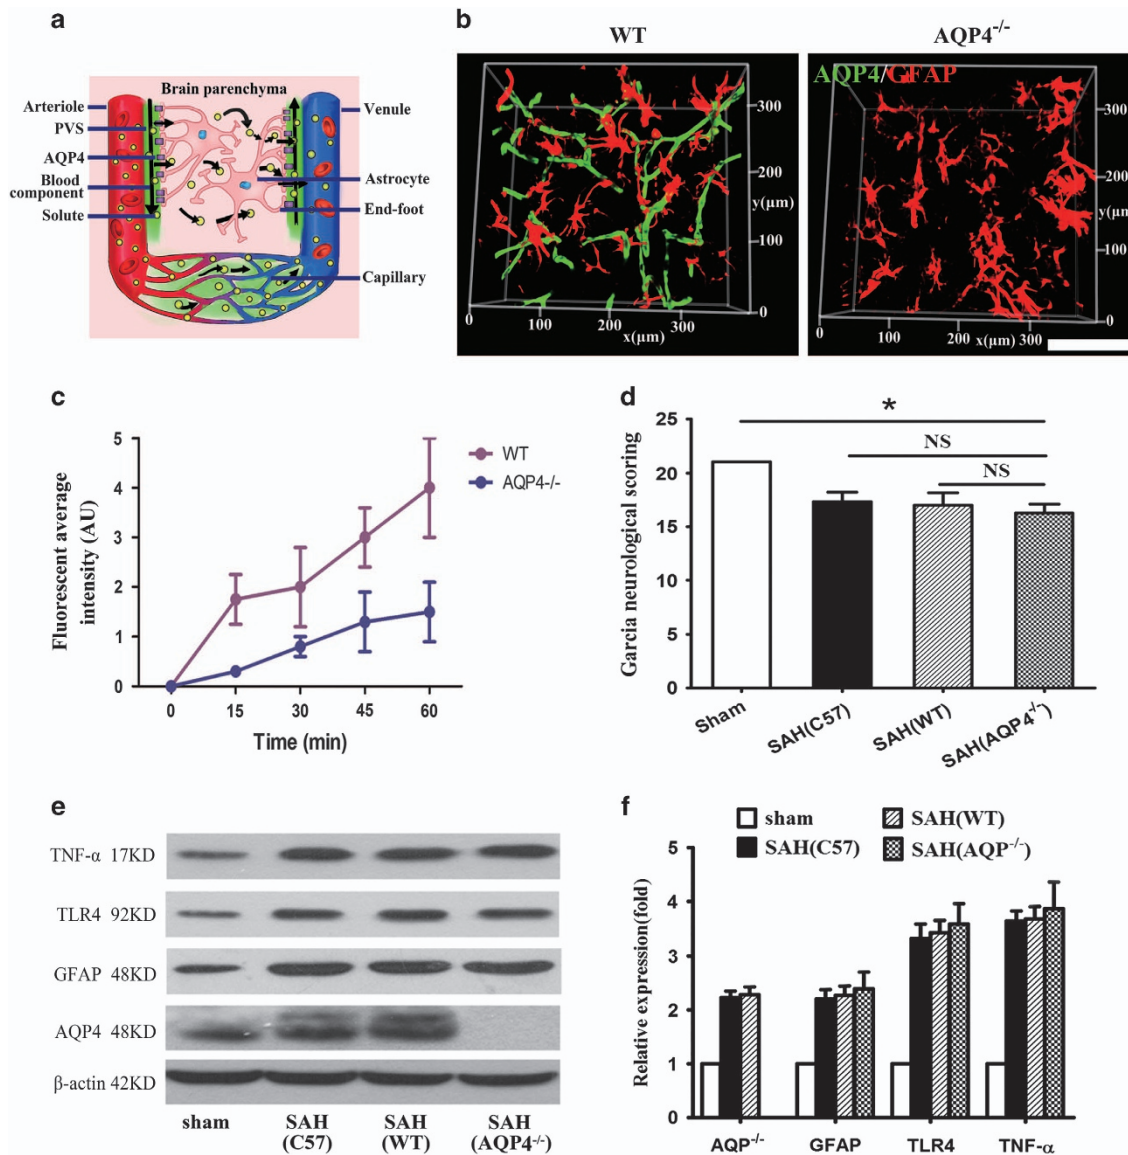 a
Brain parenchyma
Arteriole
PVS
AQP4
Blood
component
Solute
Venule
Astrocyte
End-foot
Capillary
b
WT
AQP4-/-
AQP4/GFAP
300
200
y(µm)
100
0
0
100
200
300
x(µm)
300
200
y(µm)
100
0
0
100
200
x(µm)
300
c
Fluorescent average
intensity (AU)
5
4
3
2
1
0
0
15
30
45
60
Time (min)
WT
AQP4-/-
d
Garcia neurological scoring
25
20
15
10
5
0
*
NS
NS
Sham
SAH(C57)
SAH(WT)
SAH(AQP4-/-)
e
TNF-α 17KD
TLR4 92KD
GFAP 48KD
AQP4 48KD
β-actin 42KD
sham
SAH
(C57)
SAH
(WT)
SAH
(AQP4-/-)
f
sham
SAH(C57)
SAH(WT)
SAH(AQP-/-)
Relative expression(fold)
5
4
3
2
1
0
AQP-/-
GFAP
TLR4
TNF-α